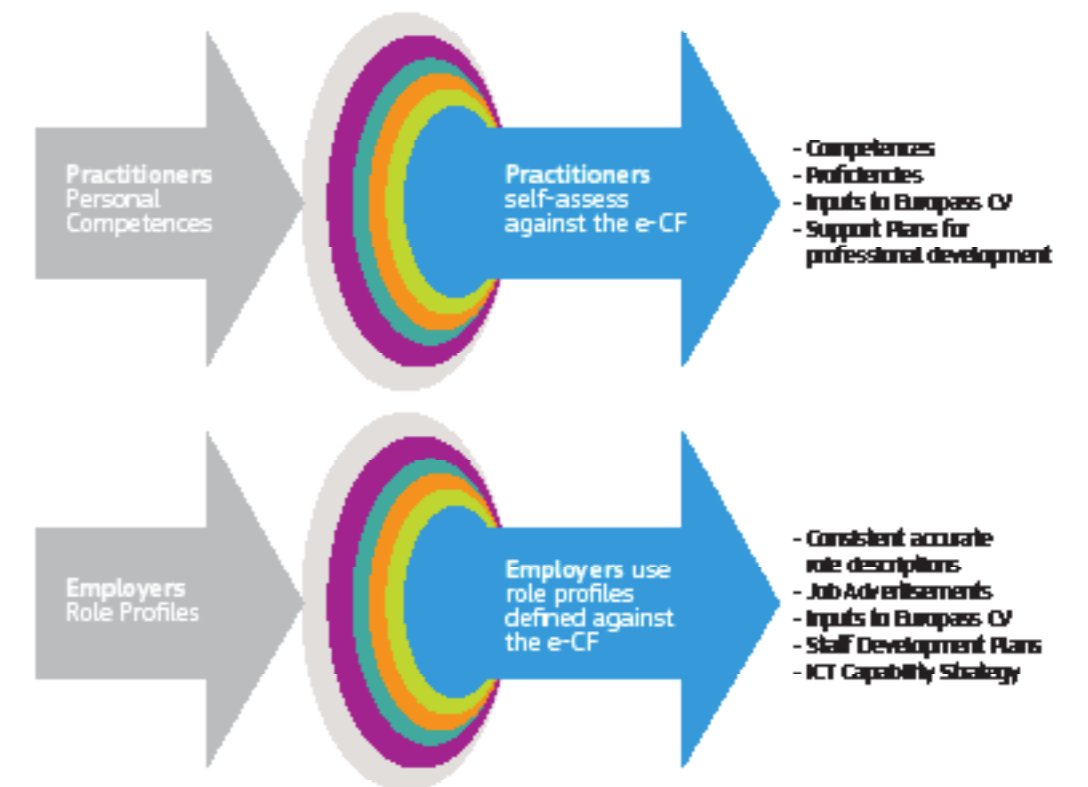 Practitioners
Personal
Competences
Practitioners
self-assess
against the e-CF
- Competences
- Proficiencies
- Inputs to Europass CV
- Support Plans for
professional development
Employers
Role Profiles
Employers use
role profiles
defined against
the e-CF
- Consistent accurate
role descriptions
- Job Advertisements
- Inputs to Europass CV
- Staff Development Plans
- ICT Capability Strategy